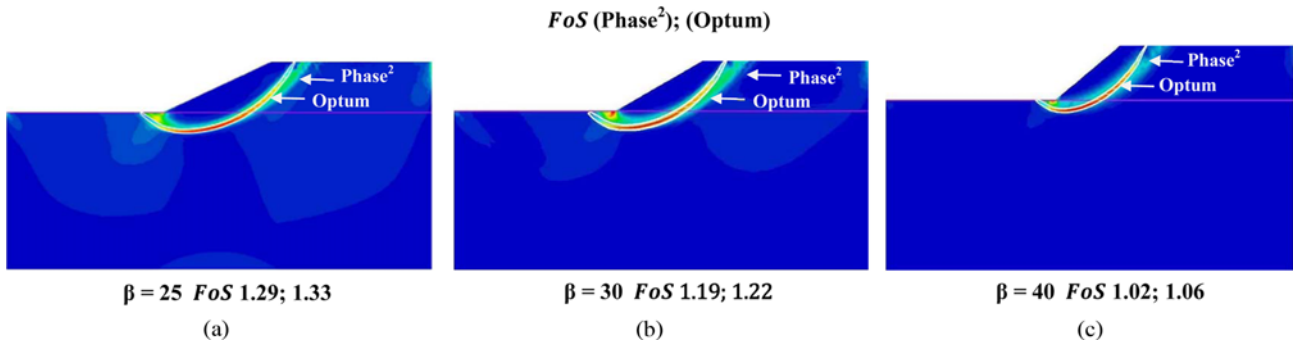 FoS (Phase²); (Optum)
Phase²
Optum
Phase²
Optum
Phase²
Optum
β = 25 FoS 1.29; 1.33
β = 30 FoS 1.19; 1.22
β = 40 FoS 1.02; 1.06
(a)
(b)
(c)